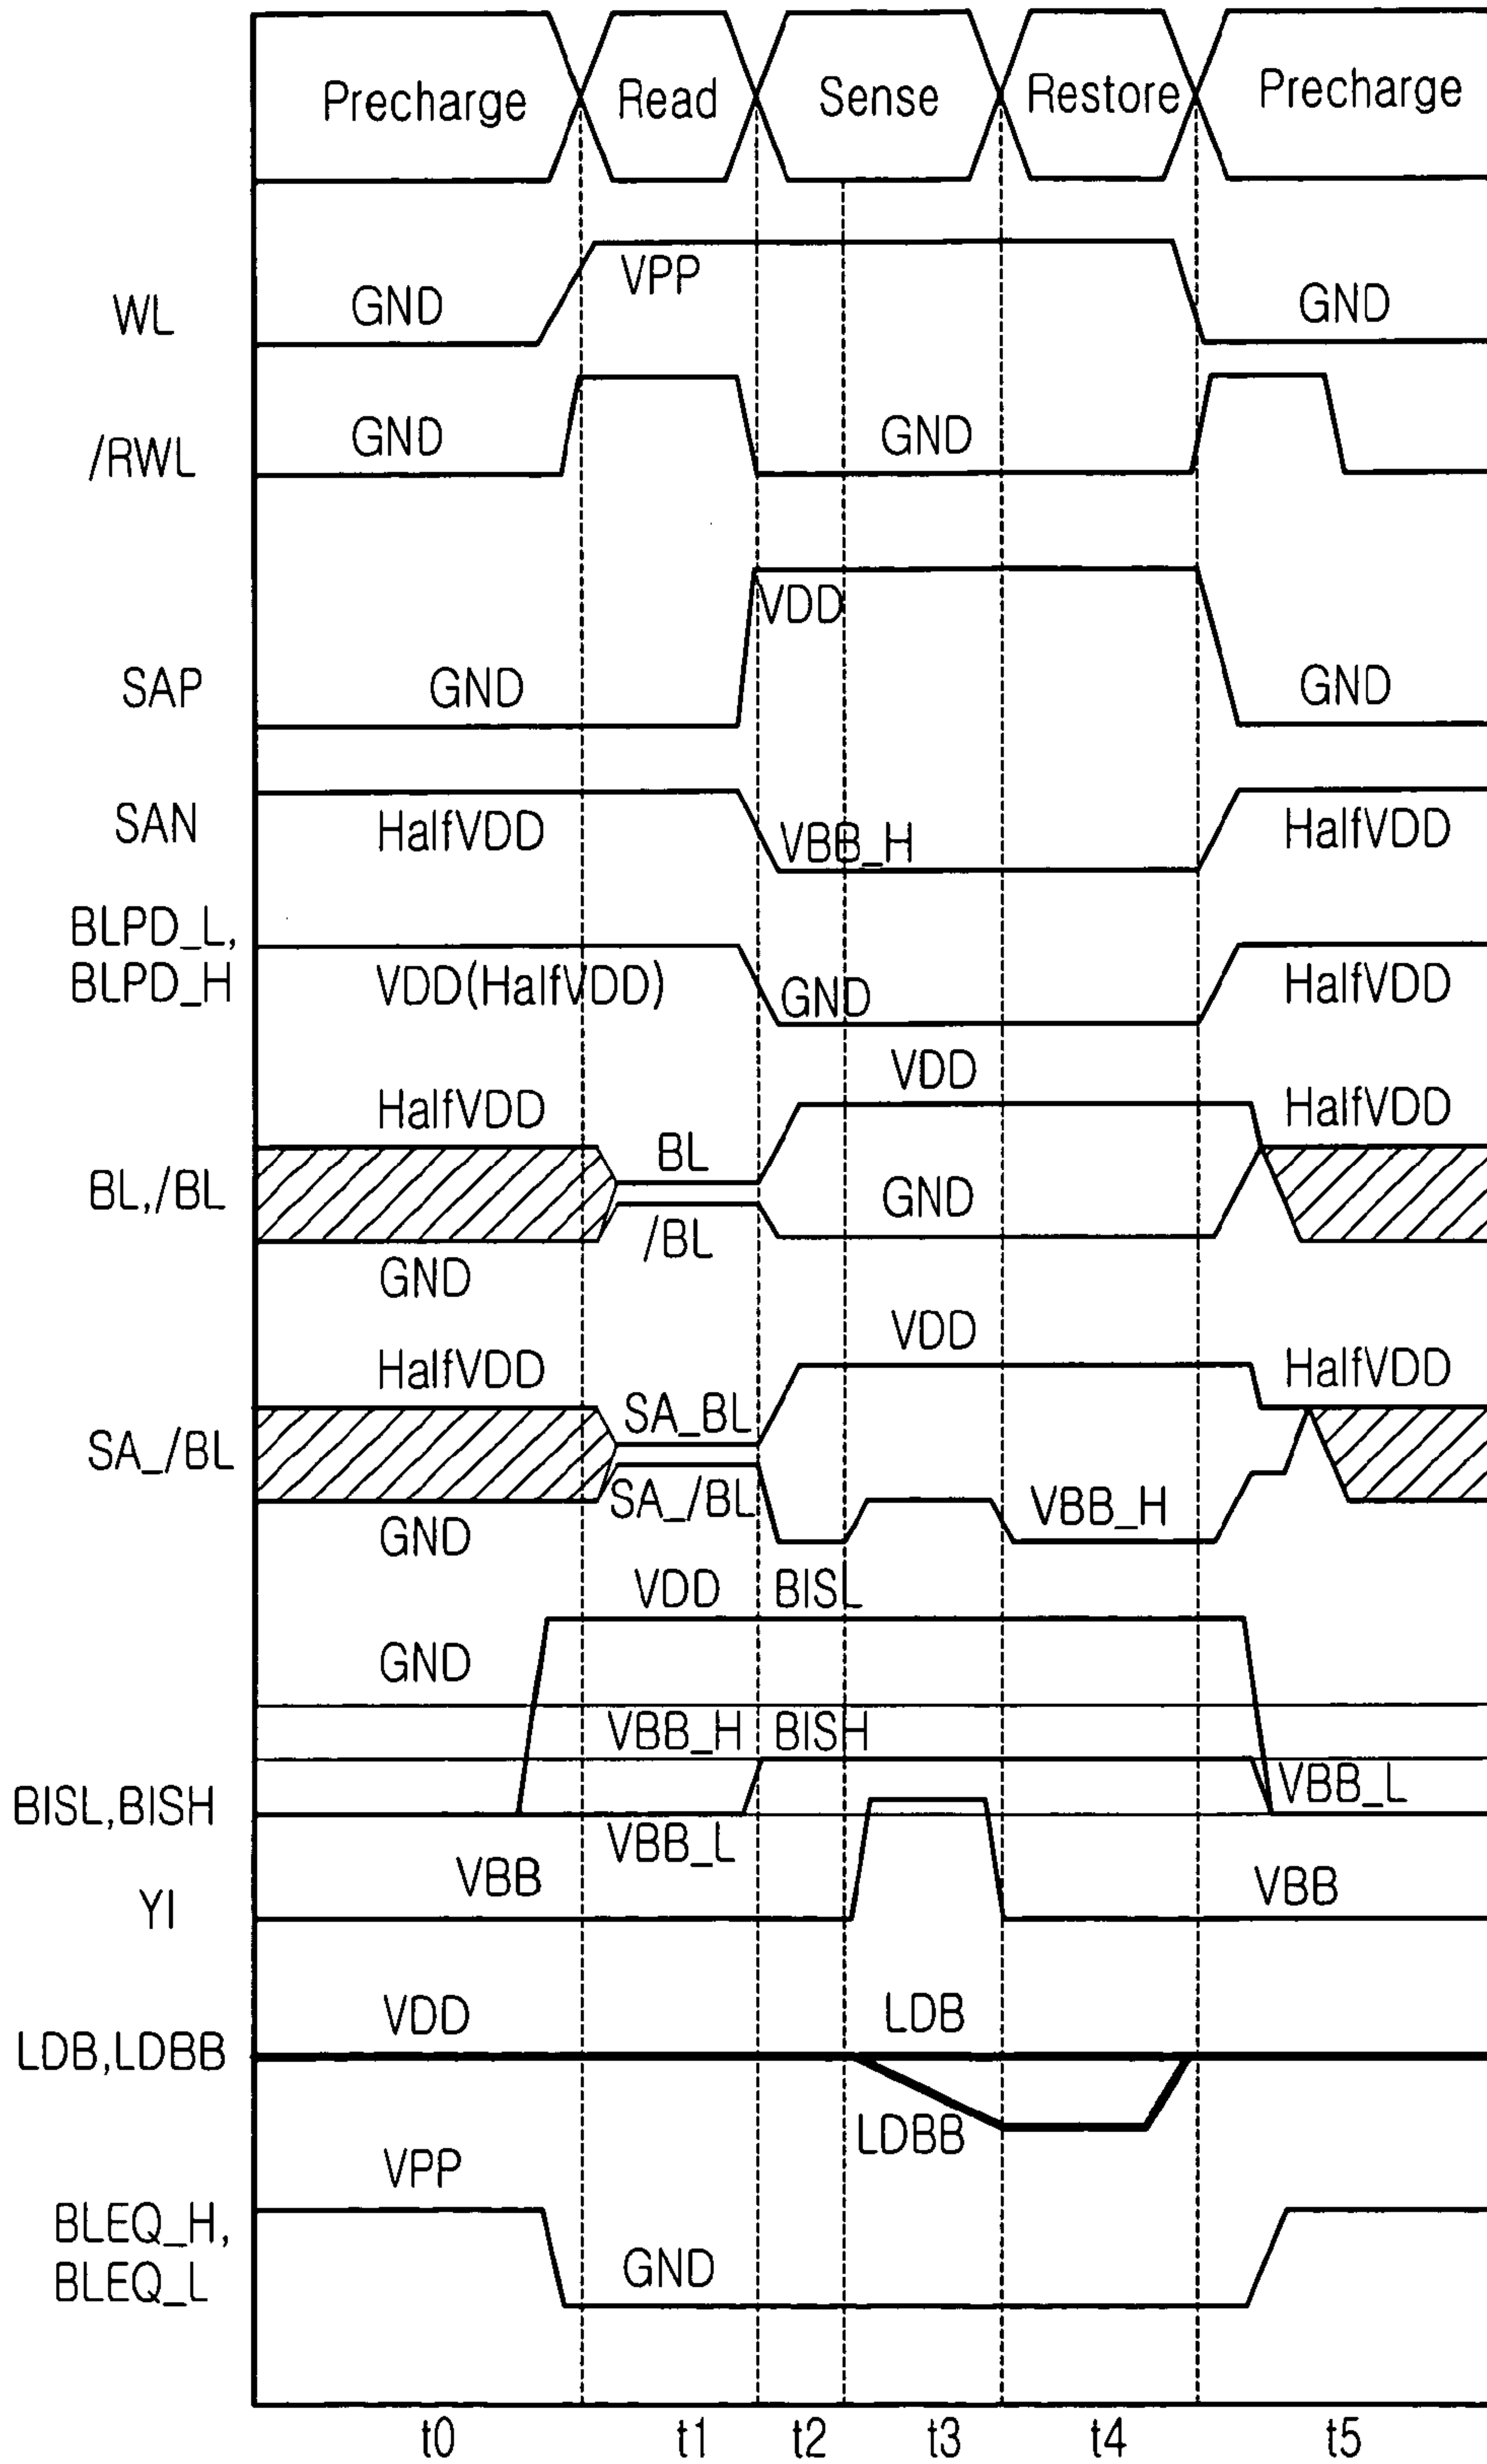 Precharge Read Sense Restore Precharge
WL GND VPP GND
/RWL GND GND
SAP GND VDD GND
SAN HalfVDD VBB_H HalfVDD
BLPD_L,
BLPD_H VDD(HalfVDD) GND HalfVDD
VDD
HalfVDD HalfVDD
BL
BL,/BL GND
/BL
GND
VDD
HalfVDD HalfVDD
SA_BL
SA_/BL
SA_/BL VBB_H
GND
VDD BISL
GND
VBB_H BISH
BISL,BISH VBB_L
VBB_L
YI VBB VBB
VDD LDB
LDB,LDBB
LDBB
VPP
BLEQ_H,
BLEQ_L GND
t0 t1 t2 t3 t4 t5